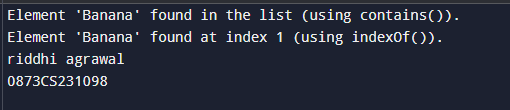 Element 'Banana' found in the list (using contains()).
Element 'Banana' found at index 1 (using indexOf()).
riddhi agrawal
0873CS231098